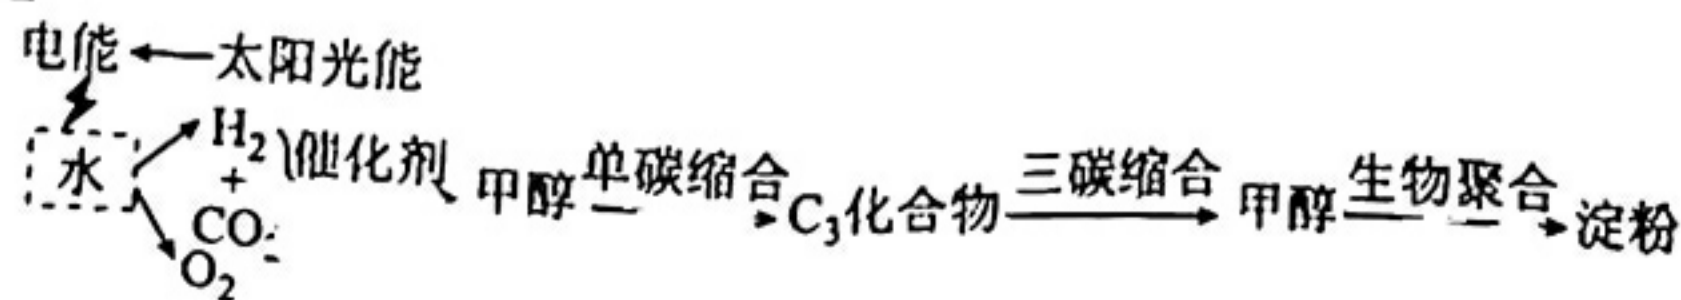 电能←太阳光能
水
H₂
+
CO₂
O₂
催化剂
甲醇
单碳缩合
C₃化合物
三碳缩合
甲醇
生物聚合
淀粉